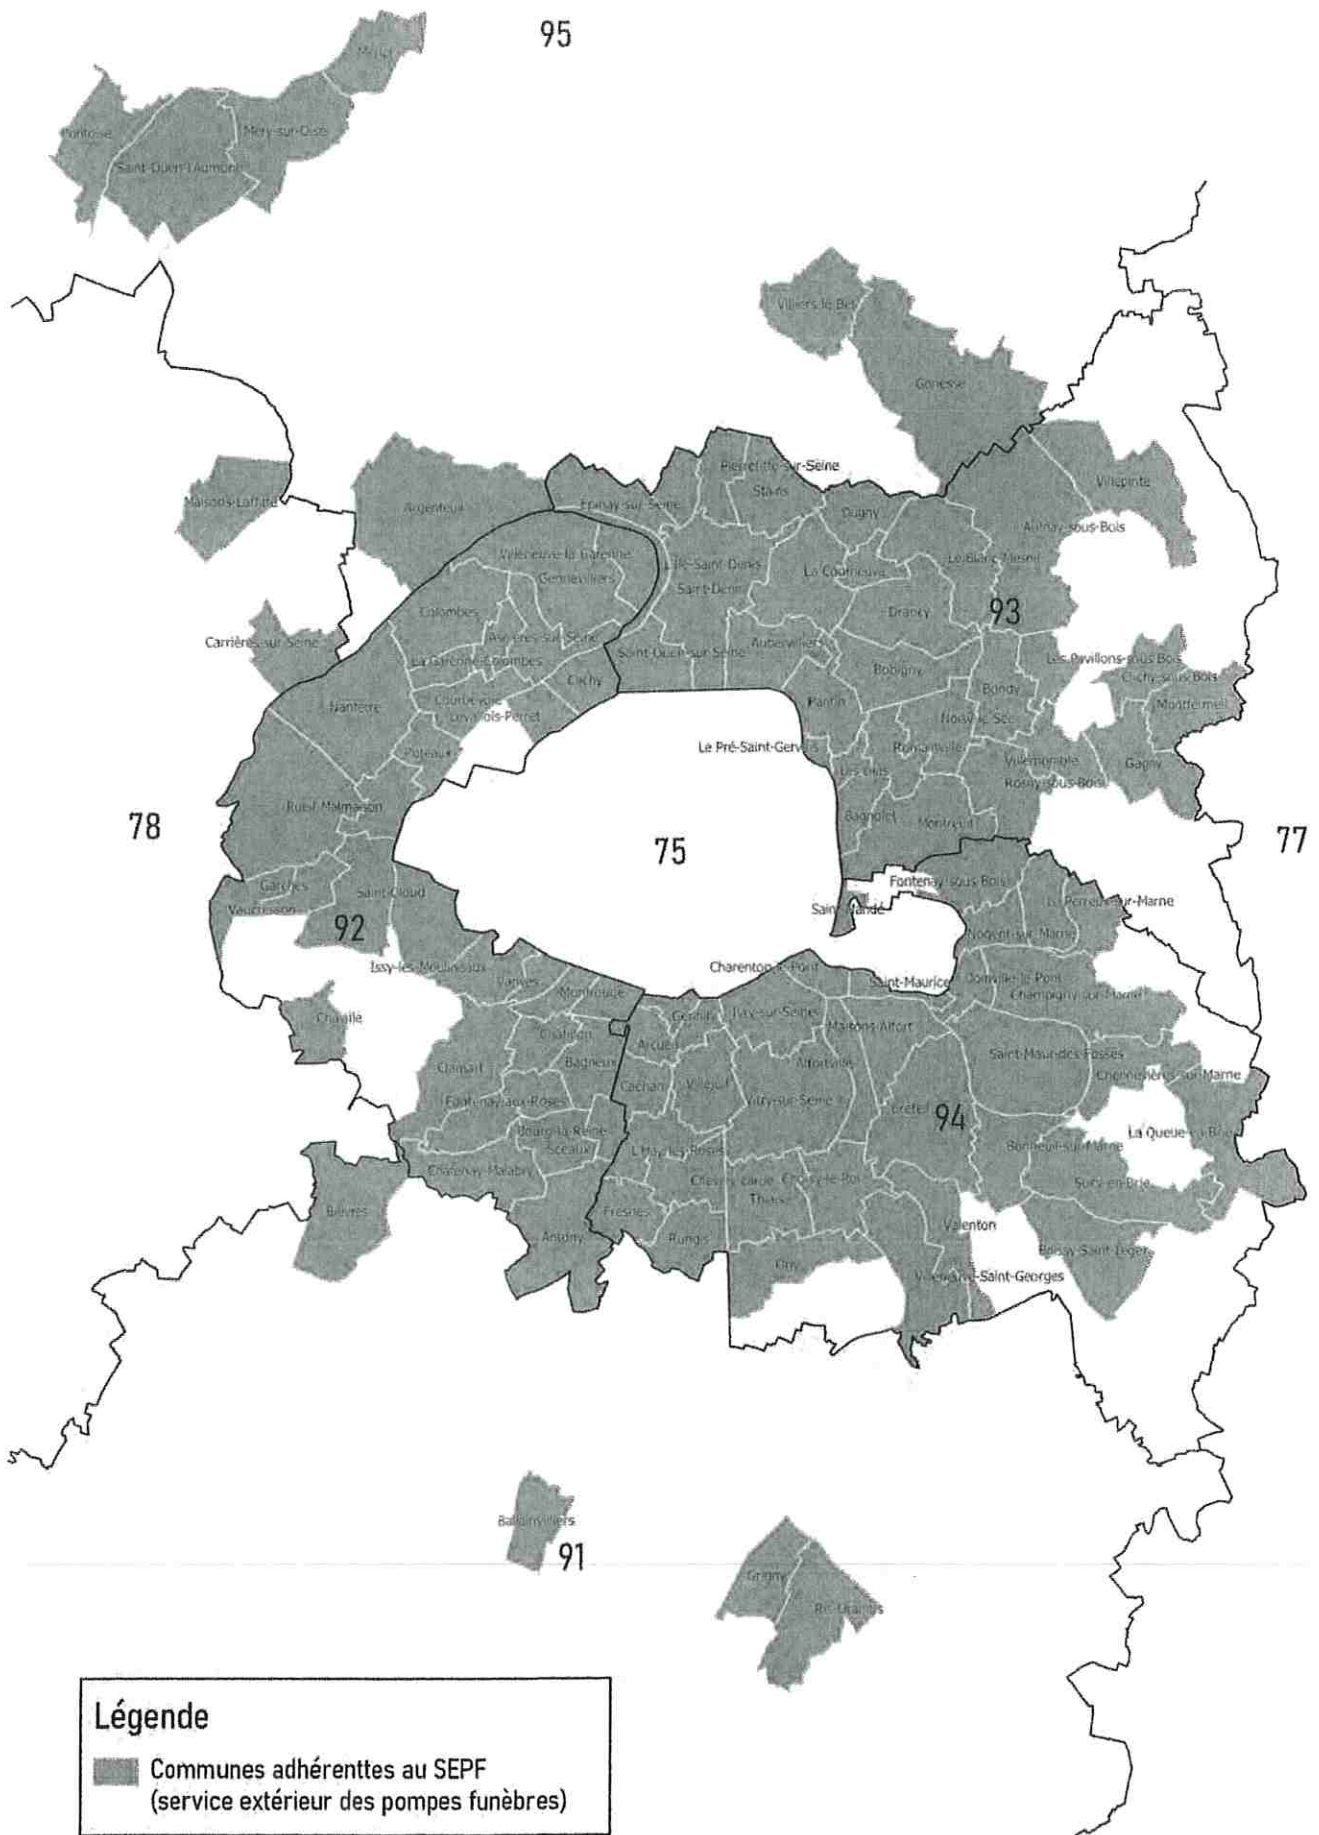 95
Pontoise
Saint-Ouen-l'Aumône
Méry-sur-Oise
Mériel
Villiers-le-Bel
Gonesse
Maisons-Laffitte
Argenteuil
Epinay-sur-Seine
Pierrefitte-sur-Seine
Stains
Villepinte
Dugny
Aulnay-sous-Bois
Villeneuve-la-Garenne
Gennevilliers
L'Île-Saint-Denis
Saint-Denis
La Courneuve
Le Blanc-Mesnil
Colombes
Drancy
93
Carrières-sur-Seine
Asnières-sur-Seine
La Garenne-Colombes
Saint-Ouen-sur-Seine
Aubervilliers
Les Pavillons-sous-Bois
Clichy-sous-Bois
Clichy
Bobigny
Bondy
Montfermeil
Nanterre
Courbevoie
Levallois-Perret
Pantin
Noisy-le-Sec
Puteaux
Le Pré-Saint-Gervais
Romainville
Les Lilas
Villemomble
Gagny
Rosny-sous-Bois
Rueil-Malmaison
Bagnolet
Montreuil
78
75
77
Garches
Saint-Cloud
Vaucresson
92
Fontenay-sous-Bois
Saint-Mandé
Le Perreux-sur-Marne
Nogent-sur-Marne
Issy-les-Moulineaux
Vanves
Montrouge
Charenton-le-Pont
Saint-Maurice
Joinville-le-Pont
Champigny-sur-Marne
Chaville
Gentilly
Ivry-sur-Seine
Maisons-Alfort
Châtillon
Arcueil
Clamart
Bagneux
Alfortville
Saint-Maur-des-Fossés
Chennevières-sur-Marne
Cachan
Villejuif
Vitry-sur-Seine
Fontenay-aux-Roses
Créteil
94
Bourg-la-Reine
Sceaux
L'Haÿ-les-Roses
Bonneuil-sur-Marne
La Queue-en-Brie
Châtenay-Malabry
Chevilly-Larue
Choisy-le-Roi
Thiais
Sucy-en-Brie
Bièvres
Fresnes
Rungis
Antony
Valenton
Boissy-Saint-Léger
Orly
Villeneuve-Saint-Georges
Ballainvilliers
91
Grigny
Ris-Orangis
Légende
Communes adhérenttes au SEPF
(service extérieur des pompes funèbres)